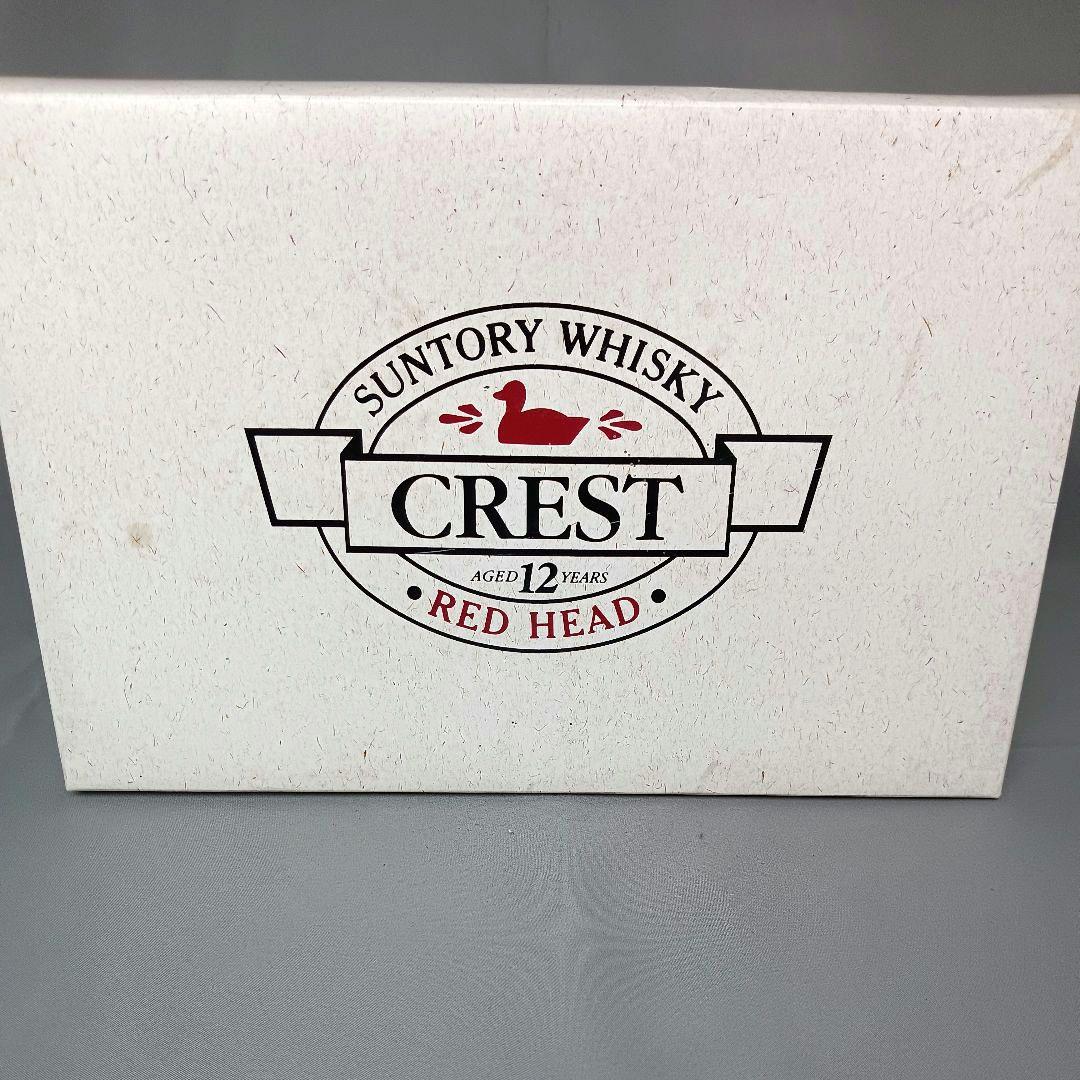 SUNTORY WHISKY
CREST
AGED 12 YEARS
• RED HEAD •